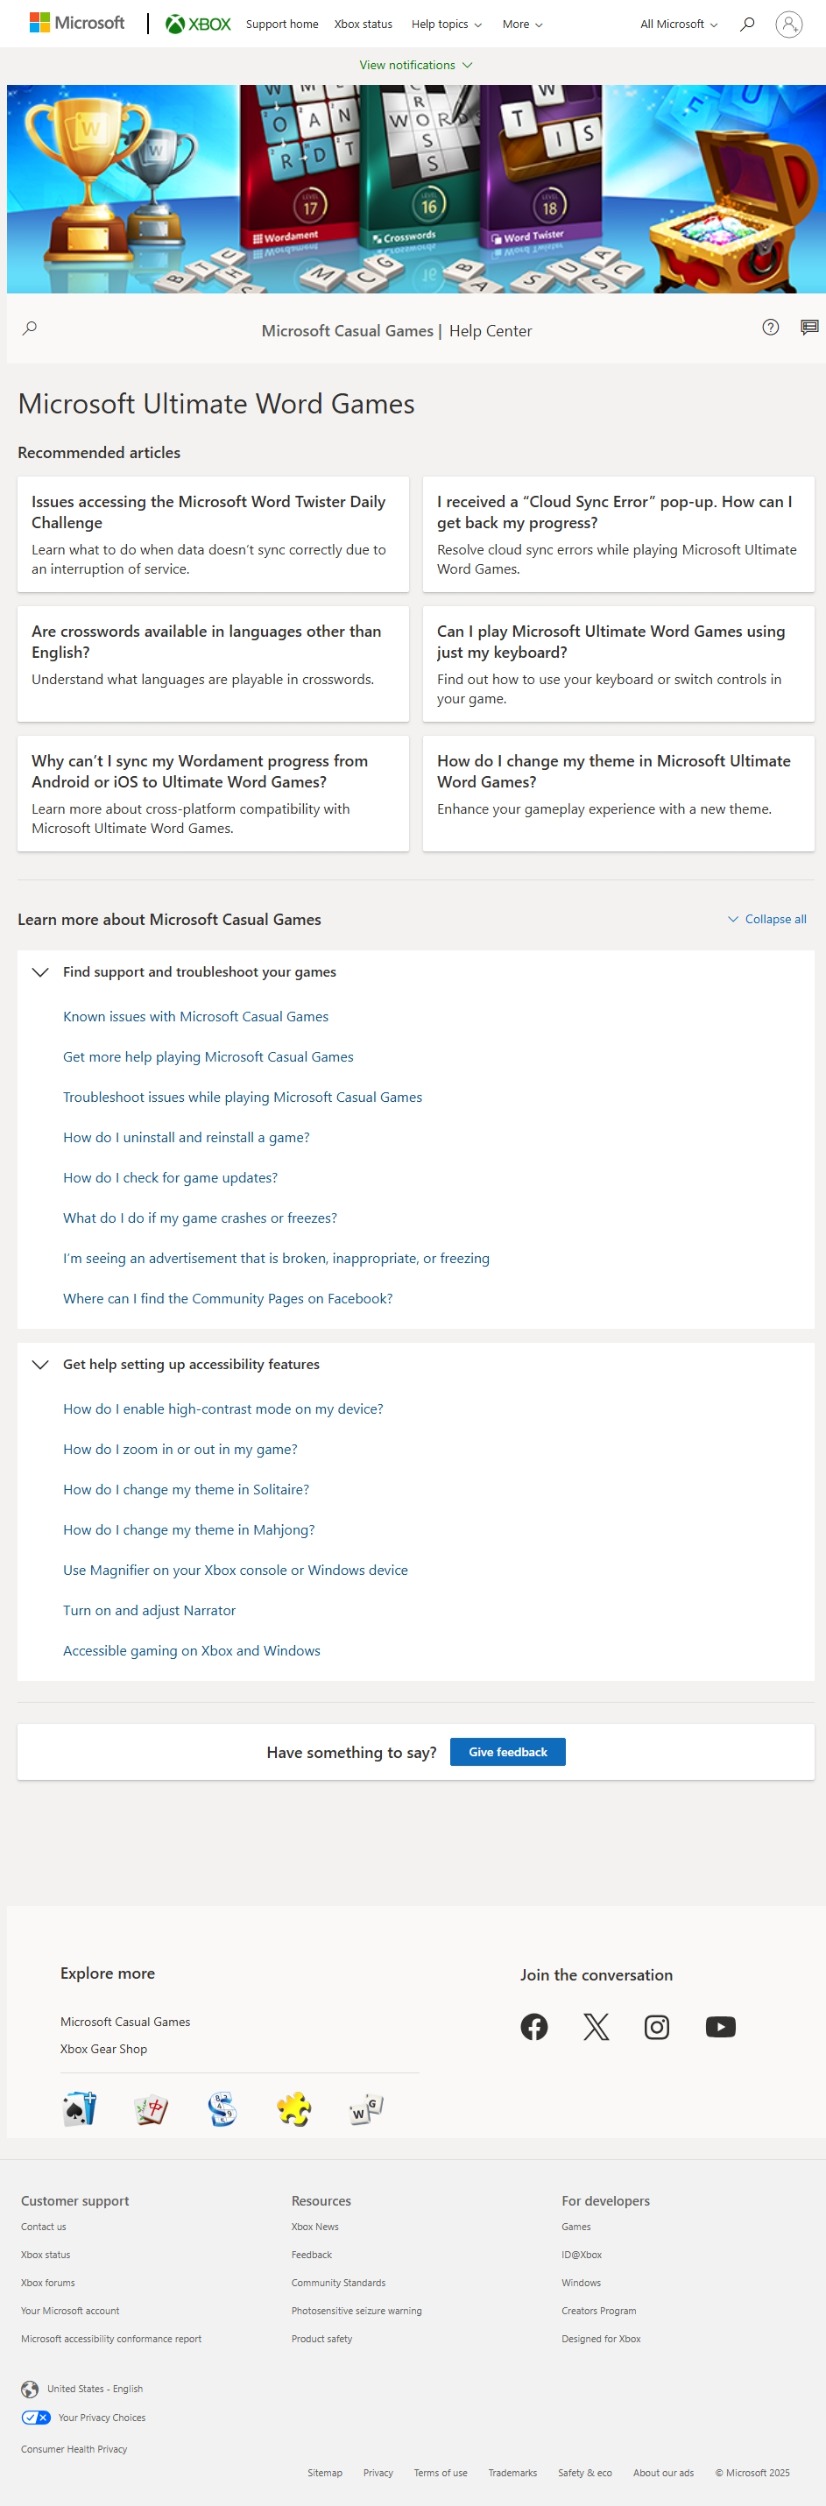 Microsoft
XBOX
Support home
Xbox status
Help topics
More
All Microsoft
View notifications
W
W
O A N
R D T
LEVEL
17
Wordament
C
R
WORD
S
S
LEVEL
16
Crosswords
W
T
I S
LEVEL
18
Word Twister
Microsoft Casual Games | Help Center
Microsoft Ultimate Word Games
Recommended articles
Issues accessing the Microsoft Word Twister Daily
Challenge
Learn what to do when data doesn't sync correctly due to
an interruption of service.
I received a “Cloud Sync Error” pop-up. How can I
get back my progress?
Resolve cloud sync errors while playing Microsoft Ultimate
Word Games.
Are crosswords available in languages other than
English?
Understand what languages are playable in crosswords.
Can I play Microsoft Ultimate Word Games using
just my keyboard?
Find out how to use your keyboard or switch controls in
your game.
Why can't I sync my Wordament progress from
Android or iOS to Ultimate Word Games?
Learn more about cross-platform compatibility with
Microsoft Ultimate Word Games.
How do I change my theme in Microsoft Ultimate
Word Games?
Enhance your gameplay experience with a new theme.
Learn more about Microsoft Casual Games
Collapse all
Find support and troubleshoot your games
Known issues with Microsoft Casual Games
Get more help playing Microsoft Casual Games
Troubleshoot issues while playing Microsoft Casual Games
How do I uninstall and reinstall a game?
How do I check for game updates?
What do I do if my game crashes or freezes?
I'm seeing an advertisement that is broken, inappropriate, or freezing
Where can I find the Community Pages on Facebook?
Get help setting up accessibility features
How do I enable high-contrast mode on my device?
How do I zoom in or out in my game?
How do I change my theme in Solitaire?
How do I change my theme in Mahjong?
Use Magnifier on your Xbox console or Windows device
Turn on and adjust Narrator
Accessible gaming on Xbox and Windows
Have something to say?
Give feedback
Explore more
Microsoft Casual Games
Xbox Gear Shop
Join the conversation
W G
Customer support
Contact us
Xbox status
Xbox forums
Your Microsoft account
Microsoft accessibility conformance report
Resources
Xbox News
Feedback
Community Standards
Photosensitive seizure warning
Product safety
For developers
Games
ID@Xbox
Windows
Creators Program
Designed for Xbox
United States - English
Your Privacy Choices
Consumer Health Privacy
Sitemap
Privacy
Terms of use
Trademarks
Safety & eco
About our ads
© Microsoft 2025